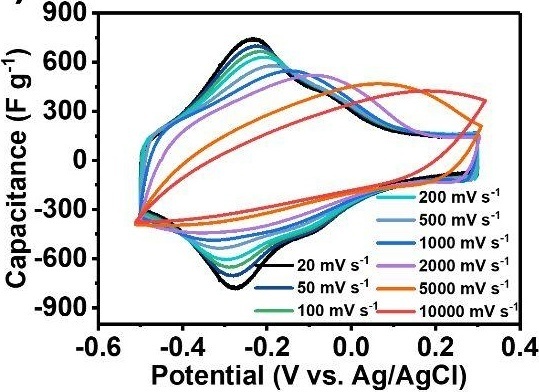 900
600
300
0
-300
-600
-900
Capacitance (F g⁻¹)
200 mV s⁻¹
500 mV s⁻¹
1000 mV s⁻¹
20 mV s⁻¹
2000 mV s⁻¹
50 mV s⁻¹
5000 mV s⁻¹
100 mV s⁻¹
10000 mV s⁻¹
-0.6 -0.4 -0.2 0.0 0.2 0.4
Potential (V vs. Ag/AgCl)